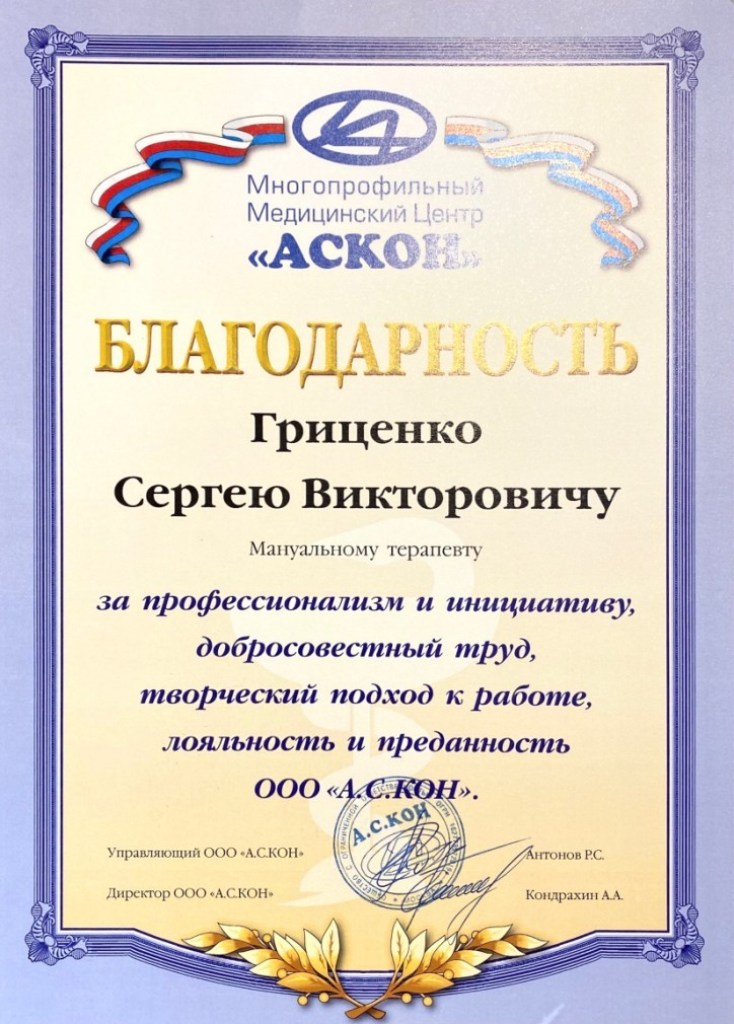 Многопрофильный
Медицинский Центр
«АСКОН»
БЛАГОДАРНОСТЬ
Гриценко
Сергею Викторовичу
Мануальному терапевту
за профессионализм и инициативу,
добросовестный труд,
творческий подход к работе,
лояльность и преданность
ООО «А.С.КОН».
А.С.КОН
Управляющий ООО «А.С.КОН»
Антонов Р.С.
Директор ООО «А.С.КОН»
Кондрахин А.А.